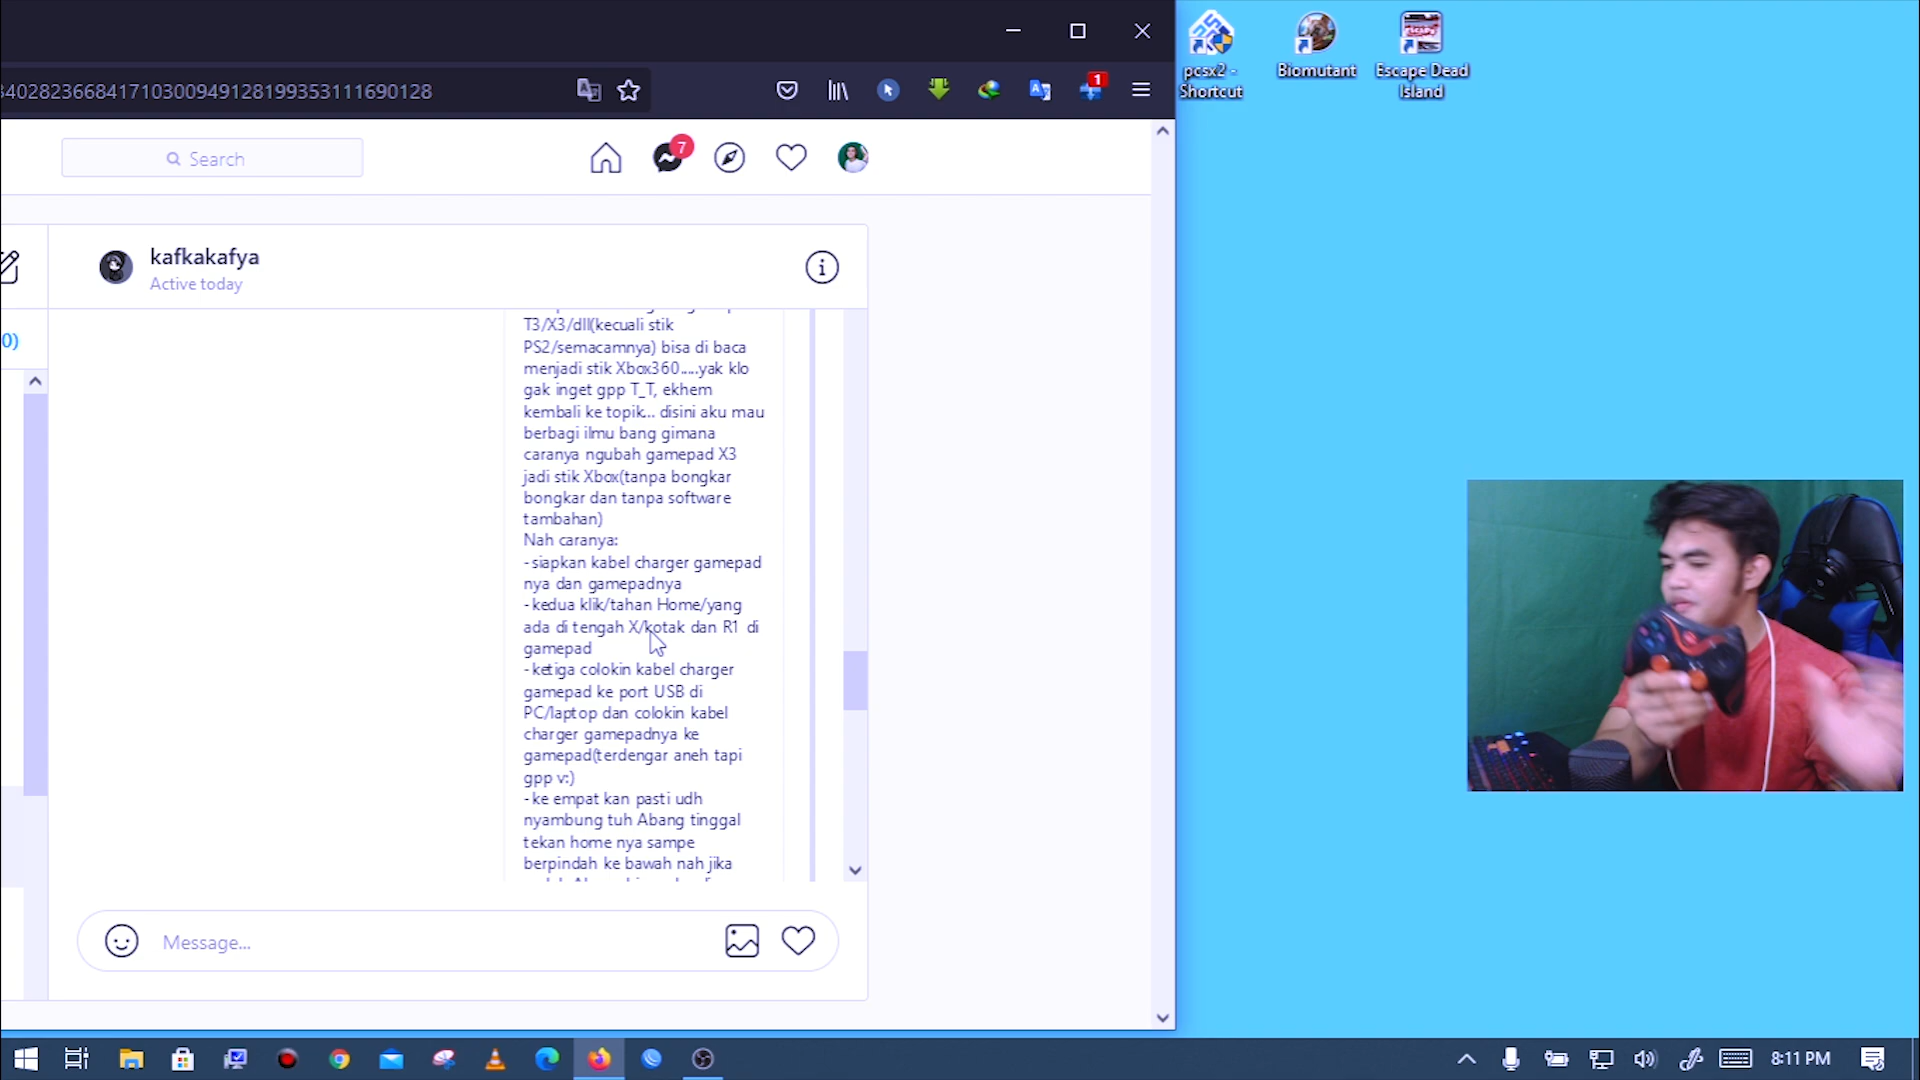 pcsx2 -
Shortcut
Biomutant
Escape Dead
Island
340282366841710300949128199353111690128
1
Search
7
kafkakafya
Active today
0)
T3/X3/dll(kecuali stik
PS2/semacamnya) bisa di baca
menjadi stik Xbox360.....yak klo
gak inget gpp T_T, ekhem
kembali ke topik... disini aku mau
berbagi ilmu bang gimana
caranya ngubah gamepad X3
jadi stik Xbox(tanpa bongkar
bongkar dan tanpa software
tambahan)
Nah caranya:
- siapkan kabel charger gamepad
nya dan gamepadnya
- kedua klik/tahan Home/yang
ada di tengah X/kotak dan R1 di
gamepad
- ketiga colokin kabel charger
gamepad ke port USB di
PC/laptop dan colokin kabel
charger gamepadnya ke
gamepad(terdengar aneh tapi
gpp v:)
- ke empat kan pasti udh
nyambung tuh Abang tinggal
tekan home nya sampe
berpindah ke bawah nah jika
Message...
8:11 PM